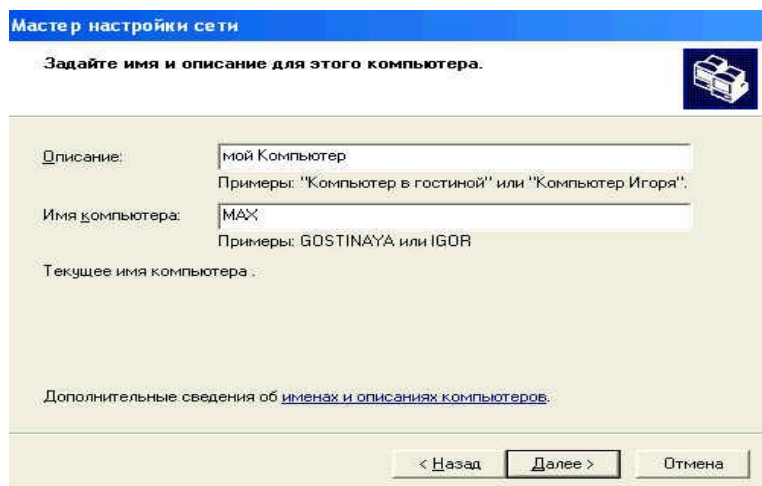 Мастер настройки сети
Задайте имя и описание для этого компьютера.
Описание: мой Компьютер
Примеры: "Компьютер в гостиной" или "Компьютер Игоря".
Имя компьютера: MAX
Примеры: GOSTINAYA или IGOR
Текущее имя компьютера .
Дополнительные сведения об именах и описаниях компьютеров.
< Назад Далее > Отмена